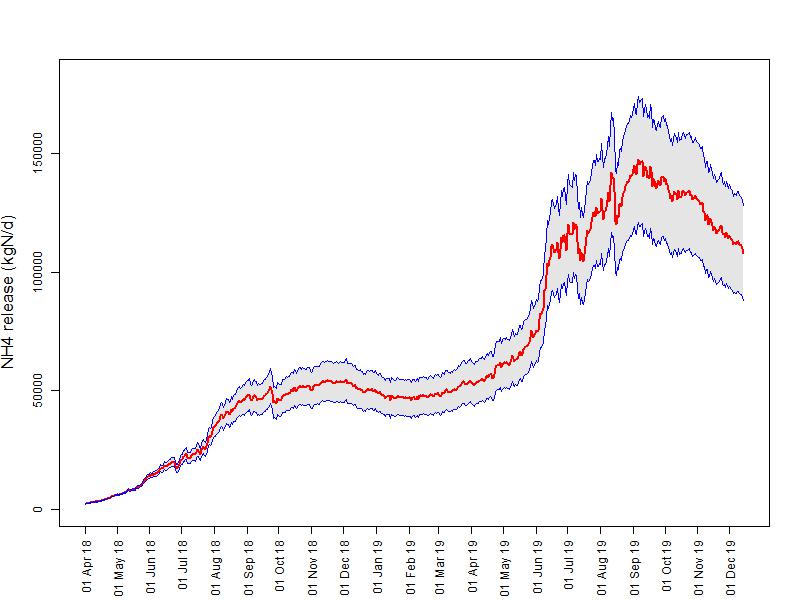 NH4 release (kgN/d)
150000
100000
50000
0
01 Apr 18
01 May 18
01 Jun 18
01 Jul 18
01 Aug 18
01 Sep 18
01 Oct 18
01 Nov 18
01 Dec 18
01 Jan 19
01 Feb 19
01 Mar 19
01 Apr 19
01 May 19
01 Jun 19
01 Jul 19
01 Aug 19
01 Sep 19
01 Oct 19
01 Nov 19
01 Dec 19